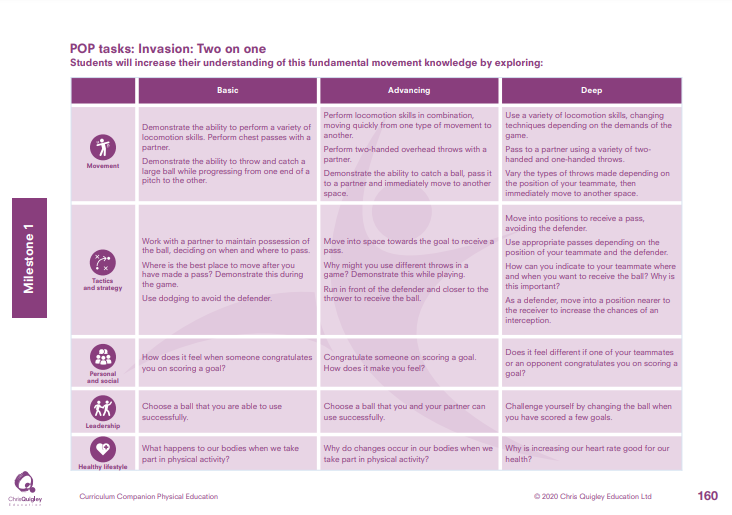 POP tasks: Invasion: Two on one
Students will increase their understanding of this fundamental movement knowledge by exploring:
Basic
Advancing
Deep
Movement
Demonstrate the ability to perform a variety of
locomotion skills. Perform chest passes with a
partner.
Demonstrate the ability to throw and catch a
large ball while progressing from one end of a
pitch to the other.
Perform locomotion skills in combination,
moving quickly from one type of movement to
another.
Perform two-handed overhead throws with a
partner.
Demonstrate the ability to catch a ball, pass it
to a partner and immediately move to another
space.
Use a variety of locomotion skills, changing
techniques depending on the demands of the
game.
Pass to a partner using a variety of two-
handed and one-handed throws.
Vary the types of throws made depending on
the position of your teammate, then
immediately move to another space.
Tactics
and strategy
Work with a partner to maintain possession of
the ball, deciding on when and where to pass.
Where is the best place to move after you
have made a pass? Demonstrate this during
the game.
Use dodging to avoid the defender.
Move into space towards the goal to receive a
pass.
Why might you use different throws in a
game? Demonstrate this while playing.
Run in front of the defender and closer to the
thrower to receive the ball.
Move into positions to receive a pass,
avoiding the defender.
Use appropriate passes depending on the
position of your teammate and the defender.
How can you indicate to your teammate where
and when you want to receive the ball? Why is
this important?
As a defender, move into a position nearer to
the receiver to increase the chances of an
interception.
Personal
and social
How does it feel when someone congratulates
you on scoring a goal?
Congratulate someone on scoring a goal.
How does it make you feel?
Does it feel different if one of your teammates
or an opponent congratulates you on scoring a
goal?
Leadership
Choose a ball that you are able to use
successfully.
Choose a ball that you and your partner can
use successfully.
Challenge yourself by changing the ball when
you have scored a few goals.
Healthy lifestyle
What happens to our bodies when we take
part in physical activity?
Why do changes occur in our bodies when we
take part in physical activity?
Why is increasing our heart rate good for our
health?
Milestone 1
ChrisQuigley
Education
Curriculum Companion Physical Education
© 2020 Chris Quigley Education Ltd
160